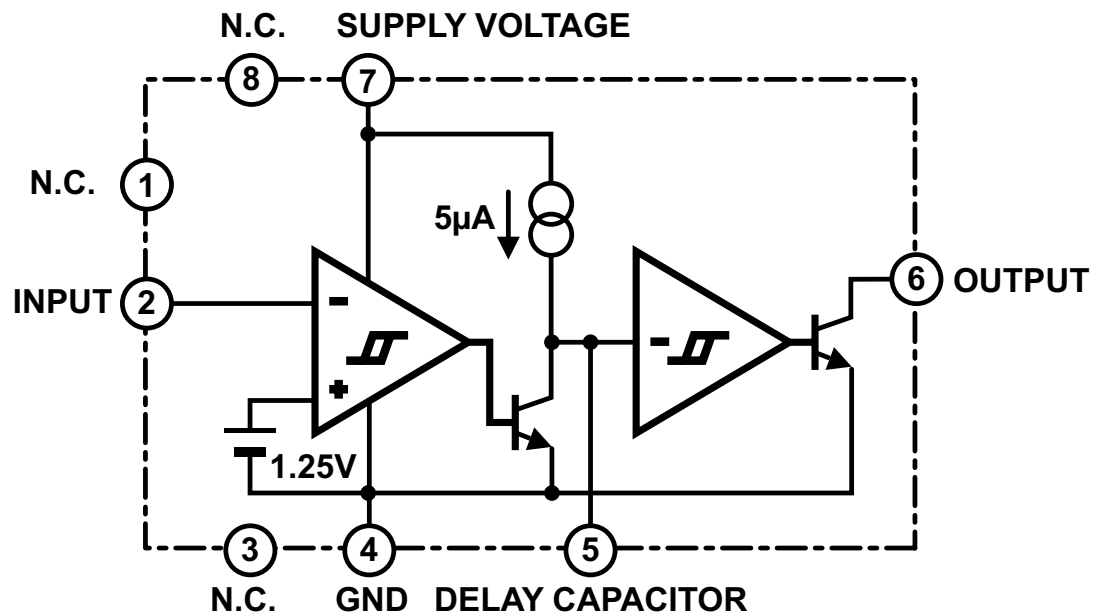 N.C. SUPPLY VOLTAGE
8 7
N.C. 1
5µA
INPUT 2
-
+
-
6 OUTPUT
1.25V
3 4 5
N.C. GND DELAY CAPACITOR